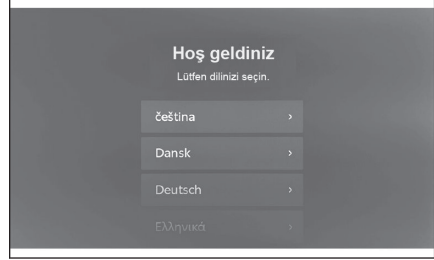 Hoş geldiniz
Lütfen dilinizi seçin.
čeština
Dansk
Deutsch
Ελληνικά